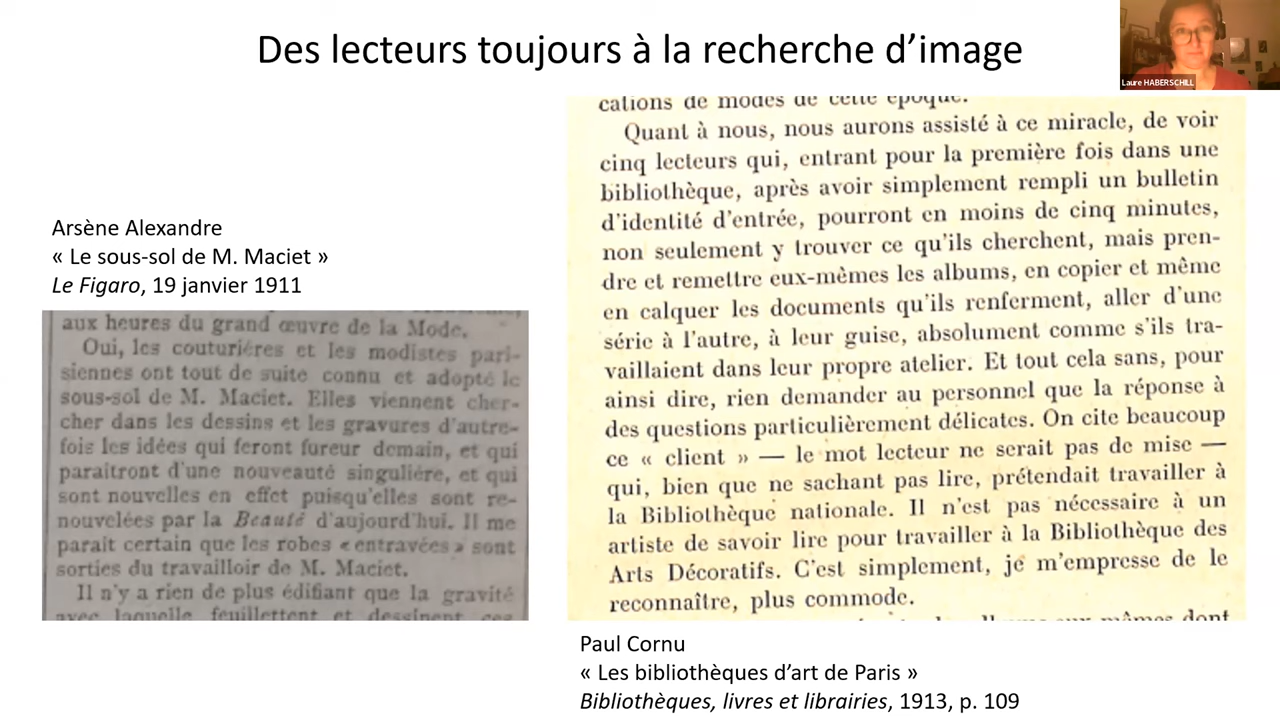 Des lecteurs toujours à la recherche d’image
Laure HABERSCHILL
Arsène Alexandre
« Le sous-sol de M. Maciet »
Le Figaro, 19 janvier 1911
aux heures du grand œuvre de la Mode.
Oui, les couturières et les modistes pari-
siennes ont tout de suite connu et adopté le
sous-sol de M. Maciet. Elles viennent cher-
cher dans les dessins et les gravures d'autre-
fois les idées qui feront fureur demain, et qui
paraîtront d'une nouveauté singulière, et qui
sont nouvelles en effet puisqu'elles sont re-
nouvelées par la Beauté d'aujourd'hui. Il me
paraît certain que les robes « entravées » sont
sorties du travailloir de M. Maciet.
Il n'y a rien de plus édifiant que la gravité
avec laquelle feuillettent et dessinent ces
cations de modes de cette époque.
Quant à nous, nous aurons assisté à ce miracle, de voir
cinq lecteurs qui, entrant pour la première fois dans une
bibliothèque, après avoir simplement rempli un bulletin
d'identité d'entrée, pourront en moins de cinq minutes,
non seulement y trouver ce qu'ils cherchent, mais pren-
dre et remettre eux-mêmes les albums, en copier et même
en calquer les documents qu'ils renferment, aller d'une
série à l'autre, à leur guise, absolument comme s'ils tra-
vaillaient dans leur propre atelier. Et tout cela sans, pour
ainsi dire, rien demander au personnel que la réponse à
des questions particulièrement délicates. On cite beaucoup
ce « client » — le mot lecteur ne serait pas de mise —
qui, bien que ne sachant pas lire, prétendait travailler à
la Bibliothèque nationale. Il n'est pas nécessaire à un
artiste de savoir lire pour travailler à la Bibliothèque des
Arts Décoratifs. C'est simplement, je m'empresse de le
reconnaître, plus commode.
mêmes dont
Paul Cornu
« Les bibliothèques d’art de Paris »
Bibliothèques, livres et librairies, 1913, p. 109